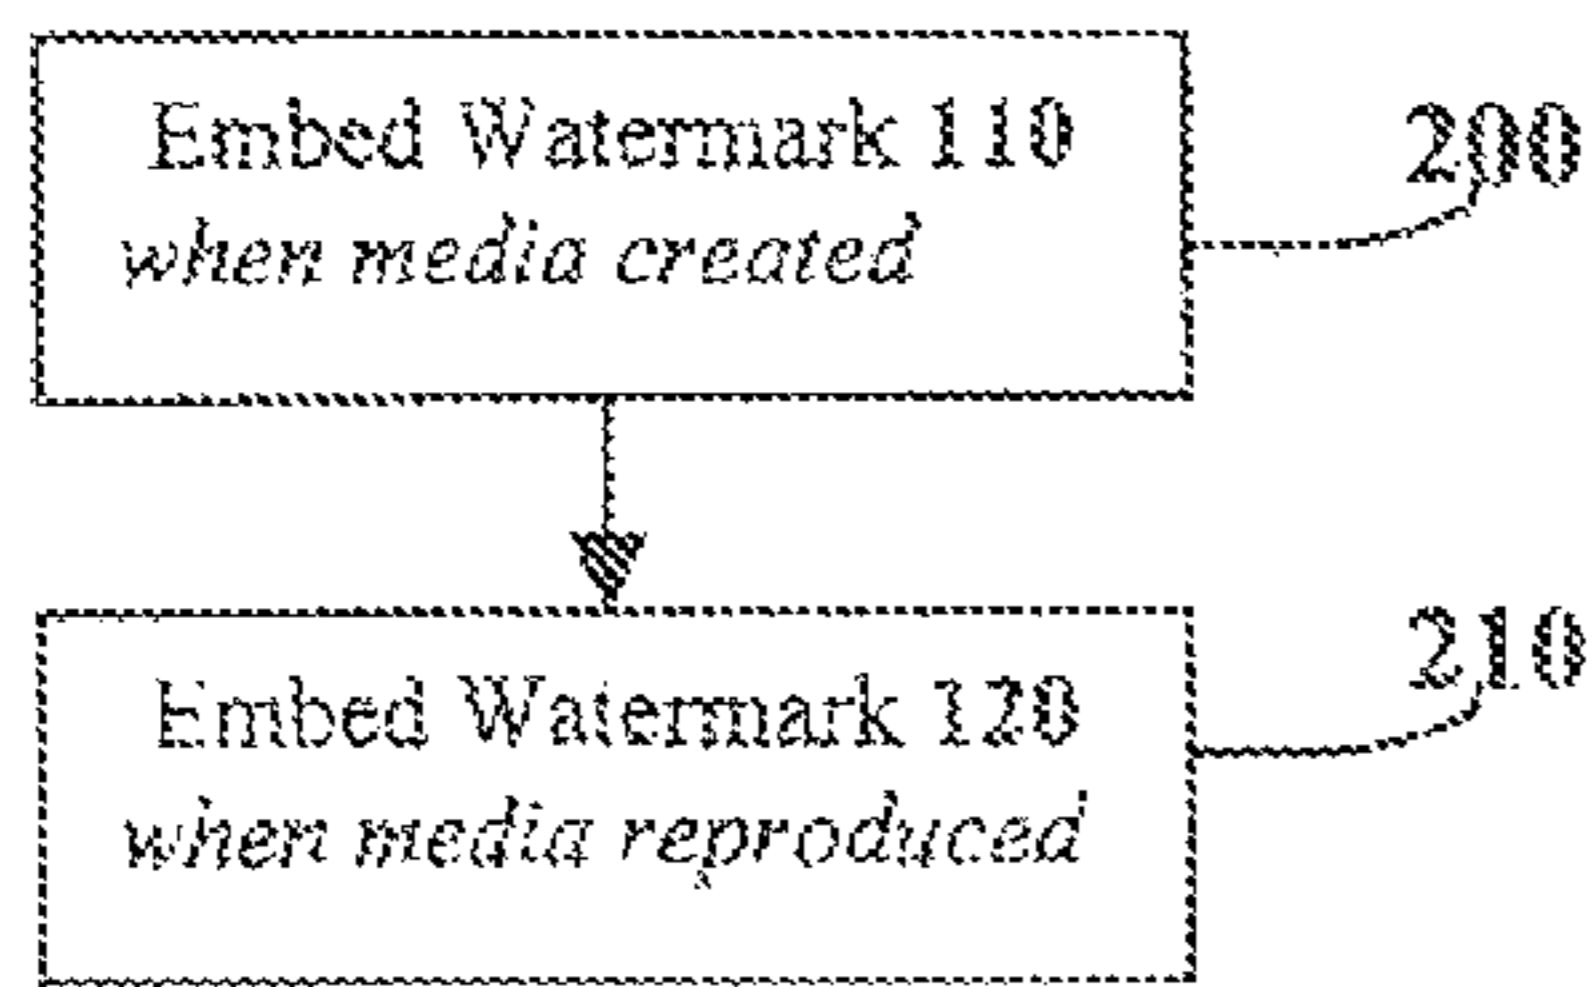 Embed Watermark 110
when media created
200
Embed Watermark 120
when media reproduced
210